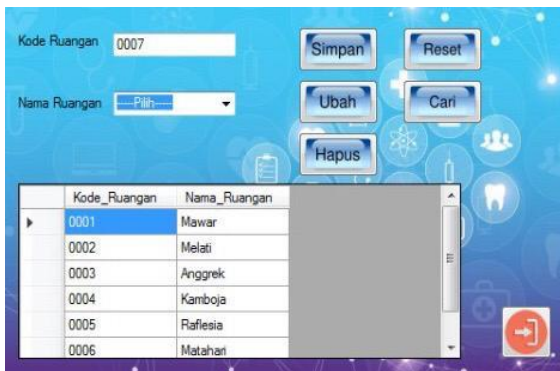 Kode Ruangan 0007
Simpan Reset
Nama Ruangan ----Pilih----
Ubah Cari
Hapus
Kode_Ruangan Nama_Ruangan
0001 Mawar
0002 Melati
0003 Anggrek
0004 Kamboja
0005 Raflesia
0006 Matahari